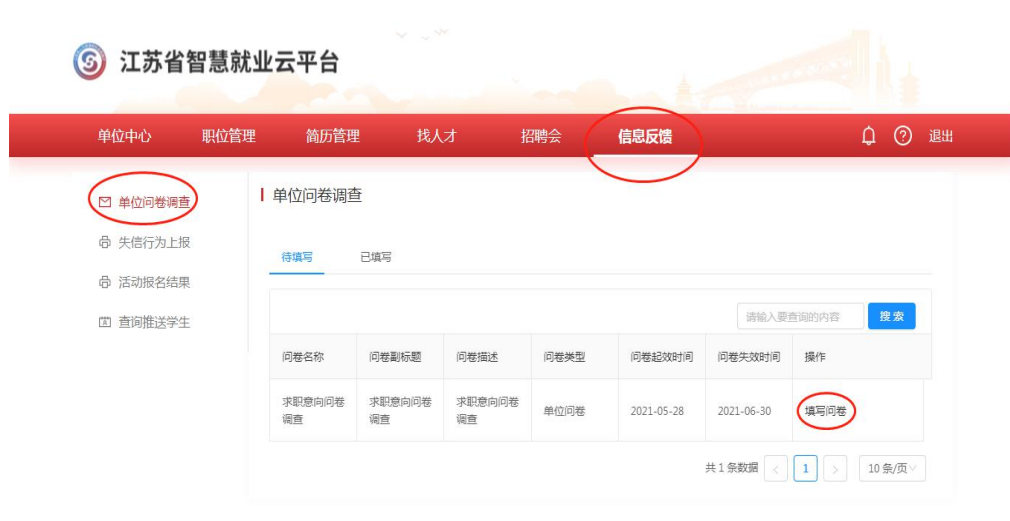 江苏省智慧就业云平台
单位中心 职位管理 简历管理 找人才 招聘会 信息反馈 退出
单位问卷调查
失信行为上报
活动报名结果
查询推送学生
单位问卷调查
待填写 已填写
请输入要查询的内容 搜索
问卷名称 问卷副标题 问卷描述 问卷类型 问卷起效时间 问卷失效时间 操作
求职意向问卷调查 求职意向问卷调查 求职意向问卷调查 单位问卷 2021-05-28 2021-06-30 填写问卷
共 1 条数据 < 1 > 10 条/页